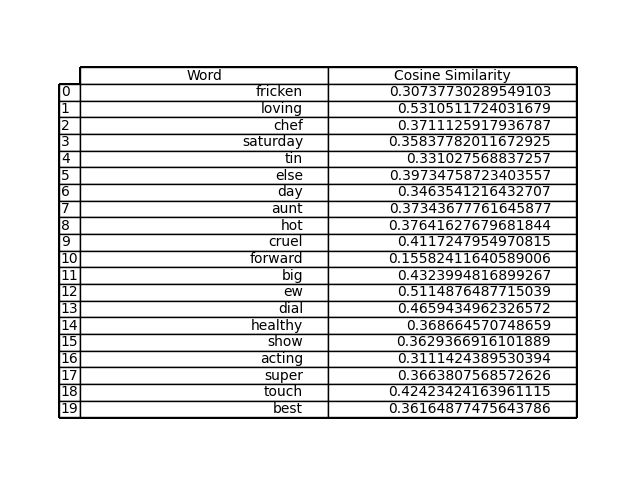 Word Cosine Similarity
0 fricken 0.30737730289549103
1 loving 0.5310511724031679
2 chef 0.3711125917936787
3 saturday 0.35837782011672925
4 tin 0.331027568837257
5 else 0.39734758723403557
6 day 0.3463541216432707
7 aunt 0.37343677761645877
8 hot 0.37641627679681844
9 cruel 0.4117247954970815
10 forward 0.15582411640589006
11 big 0.4323994816899267
12 ew 0.5114876487715039
13 dial 0.4659434962326572
14 healthy 0.368664570748659
15 show 0.3629366916101889
16 acting 0.3111424389530394
17 super 0.3663807568572626
18 touch 0.42423424163961115
19 best 0.36164877475643786